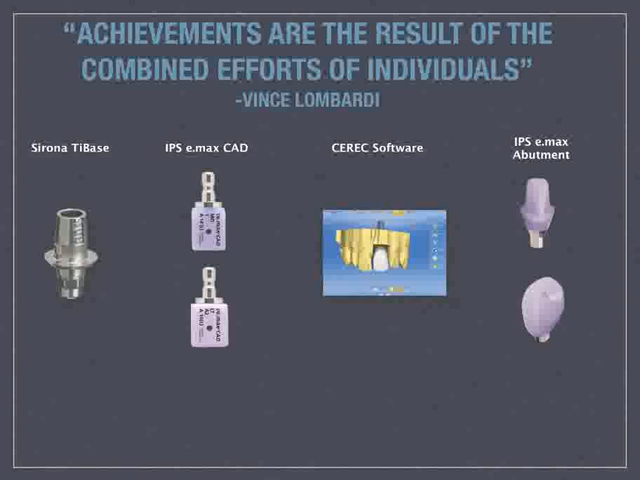 “ACHIEVEMENTS ARE THE RESULT OF THE
COMBINED EFFORTS OF INDIVIDUALS”
-VINCE LOMBARDI
Sirona TiBase
IPS e.max CAD
CEREC Software
IPS e.max
Abutment